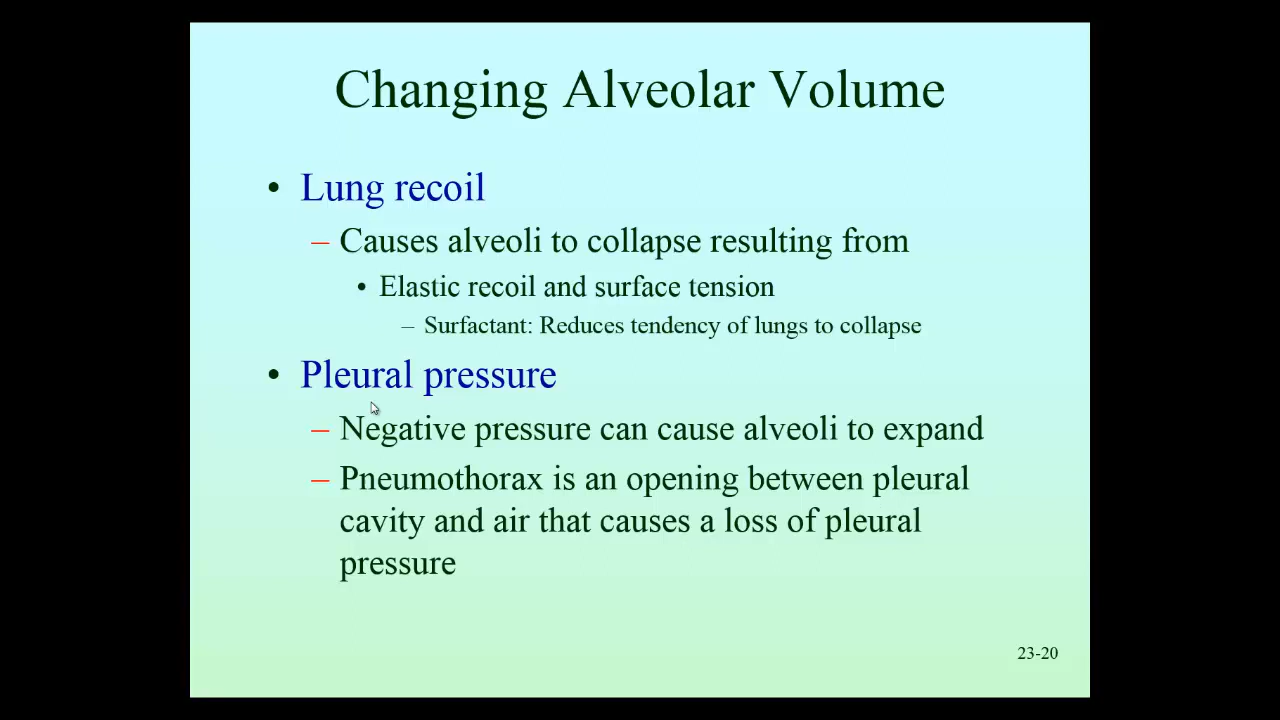 Changing Alveolar Volume
• Lung recoil
– Causes alveoli to collapse resulting from
• Elastic recoil and surface tension
– Surfactant: Reduces tendency of lungs to collapse
• Pleural pressure
– Negative pressure can cause alveoli to expand
– Pneumothorax is an opening between pleural
cavity and air that causes a loss of pleural
pressure
23-20